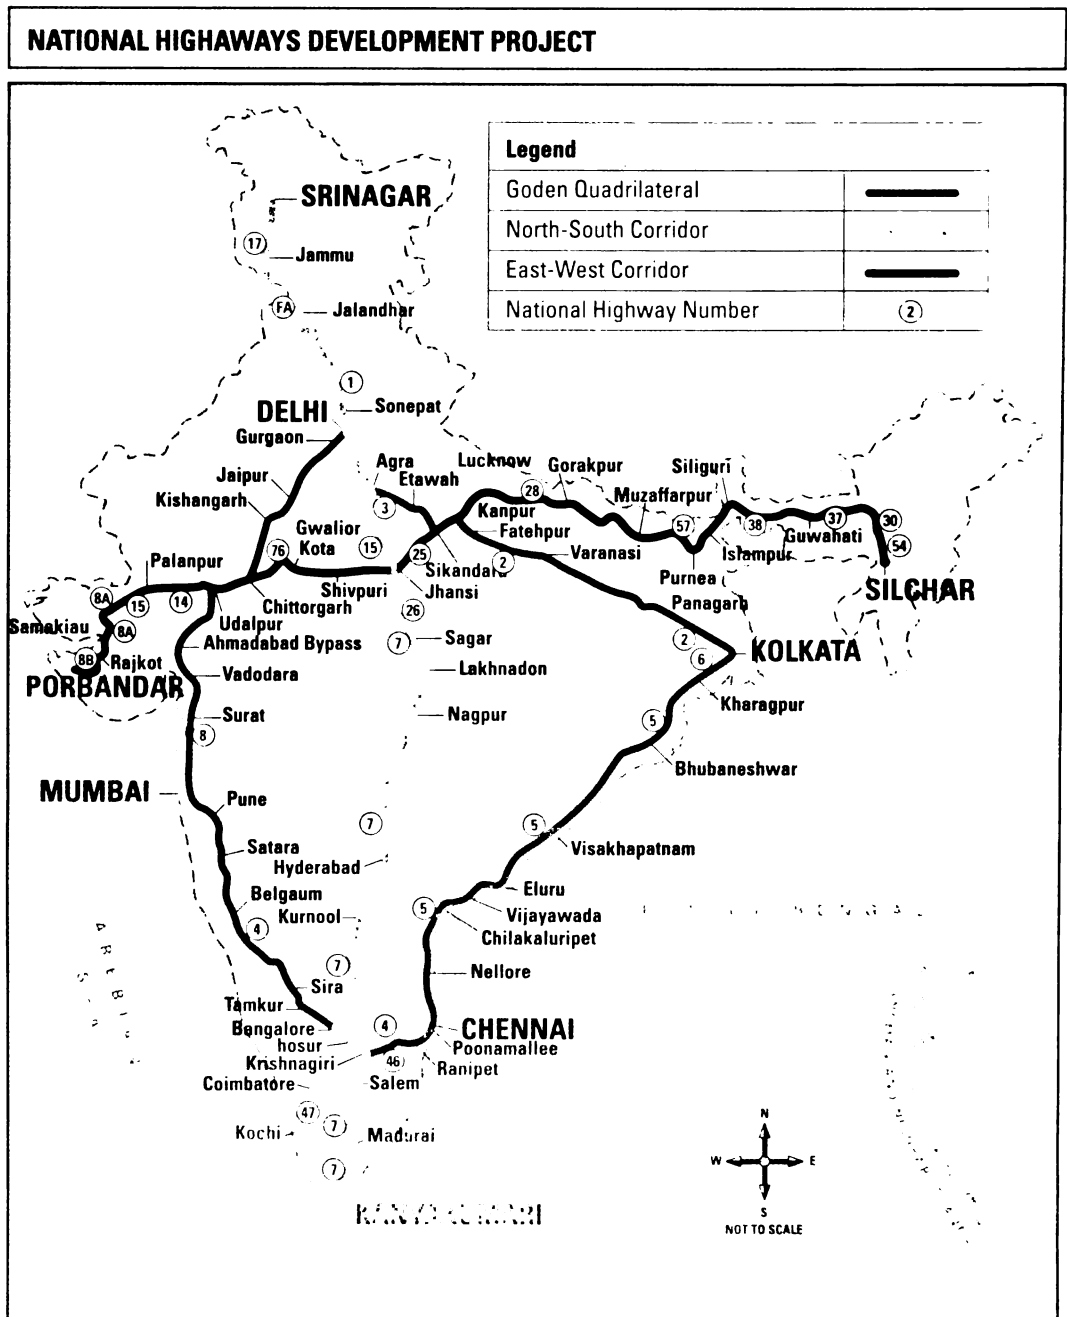 NATIONAL HIGHAWAYS DEVELOPMENT PROJECT
Legend
Goden Quadrilateral
North-South Corridor
East-West Corridor
National Highway Number
2
SRINAGAR
17
Jammu
FA
Jalandhar
1
DELHI
Sonepat
Gurgaon
Agra
Lucknow
Gorakpur
Siliguri
Jaipur
Etawah
28
Muzaffarpur
Kishangarh
3
Kanpur
57
38
37
30
Gwalior
Fatehpur
Guwahati
76
Kota
15
25
2
Varanasi
Islampur
54
Palanpur
Sikandara
Purnea
SILCHAR
Shivpuri
Jhansi
8A
15
14
Chittorgarh
26
Panagarh
Samakiau
8A
Udalpur
7
Sagar
2
Ahmadabad Bypass
KOLKATA
8B
Rajkot
Lakhnadon
6
PORBANDAR
Vadodara
Kharagpur
Surat
Nagpur
5
8
Bhubaneshwar
MUMBAI
Pune
7
5
Satara
Visakhapatnam
Hyderabad
Belgaum
Eluru
Kurnool
5
Vijayawada
4
Chilakaluripet
7
Nellore
Sira
Tamkur
Bangalore
4
CHENNAI
hosur
Poonamallee
Krishnagiri
46
Ranipet
Coimbatore
Salem
47
7
Kochi
Madurai
7
N
W
E
S
NOT TO SCALE